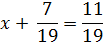 x + 7/19 = 11/19